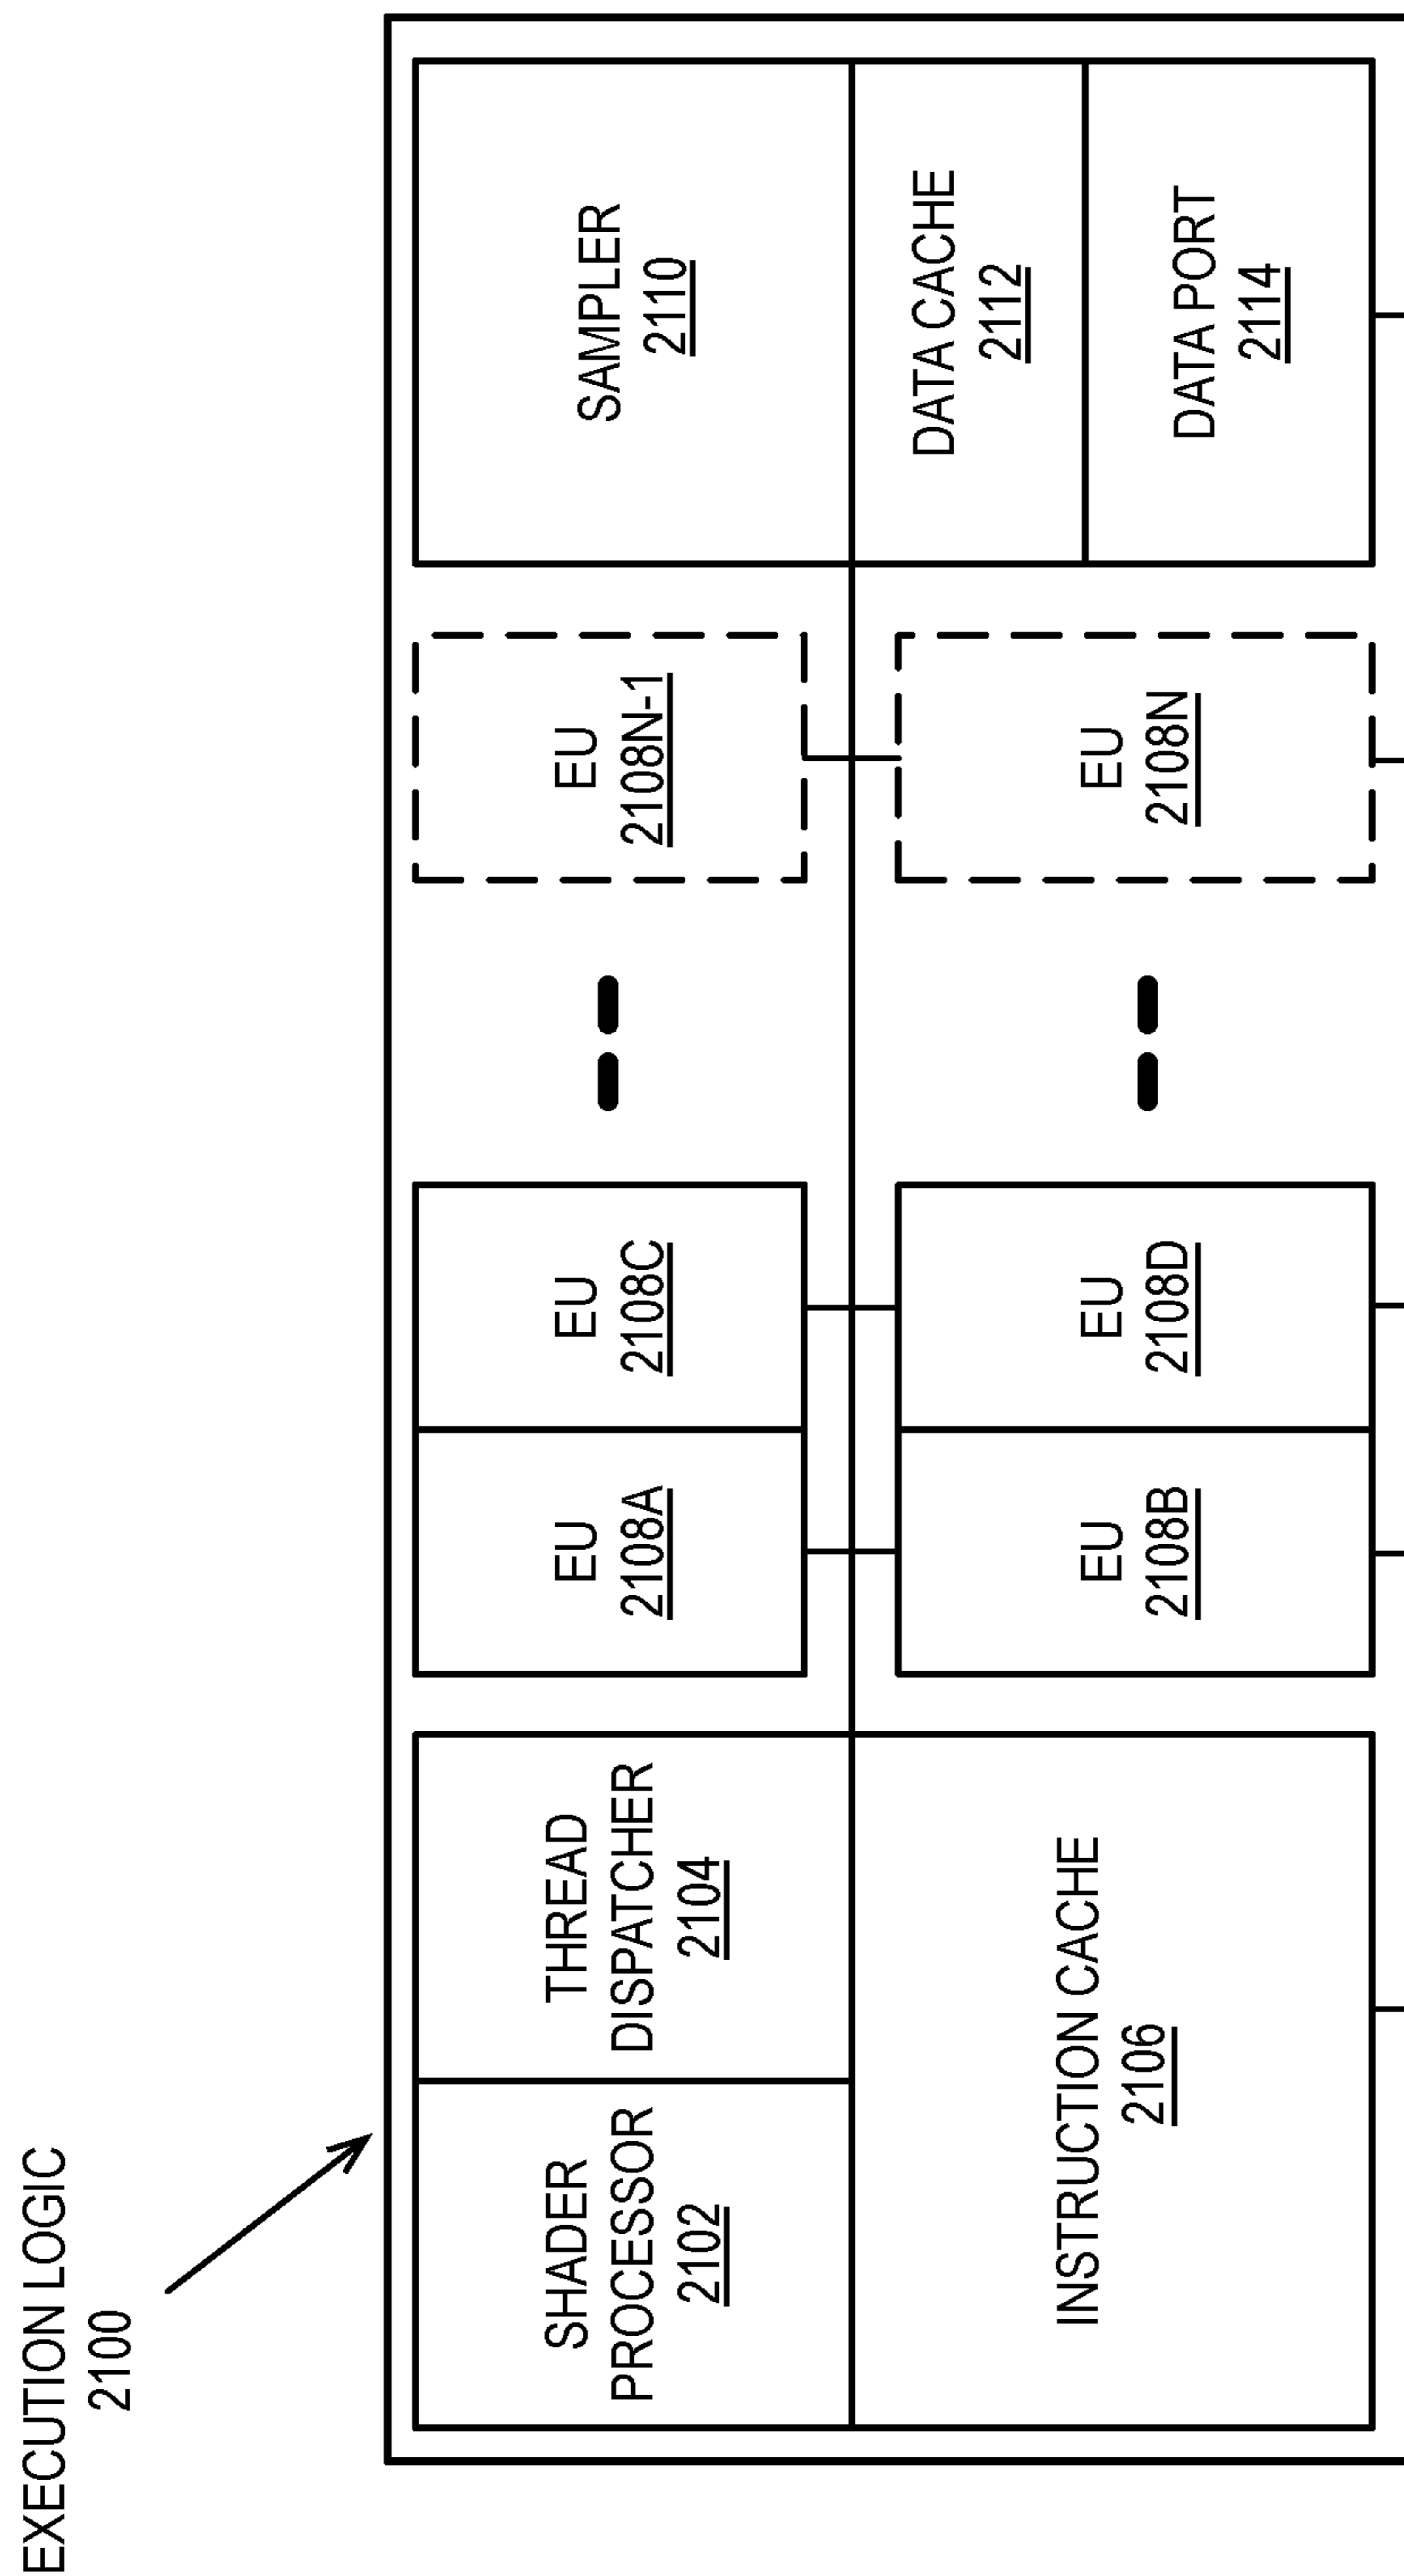 EXECUTION LOGIC
2100
SHADER
PROCESSOR
2102
THREAD
DISPATCHER
2104
EU
2108A
EU
2108C
EU
2108N-1
SAMPLER
2110
INSTRUCTION CACHE
2106
EU
2108B
EU
2108D
EU
2108N
DATA CACHE
2112
DATA PORT
2114